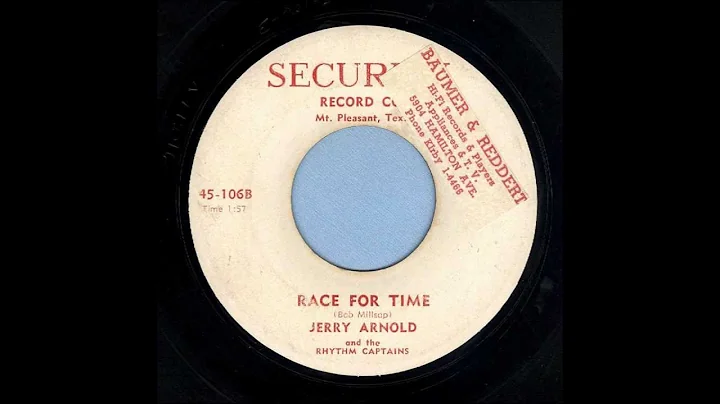 SECURI
RECORD CO
Mt. Pleasant, Tex.
BAUMER & REDDERT
Hi-Fi Records & Players
Appliances & T. V.
5904 HAMILTON AVE.
Phone Kirby 1-4468
45-106B
Time 1:57
RACE FOR TIME
(Bob Millsap)
JERRY ARNOLD
and the
RHYTHM CAPTAINS